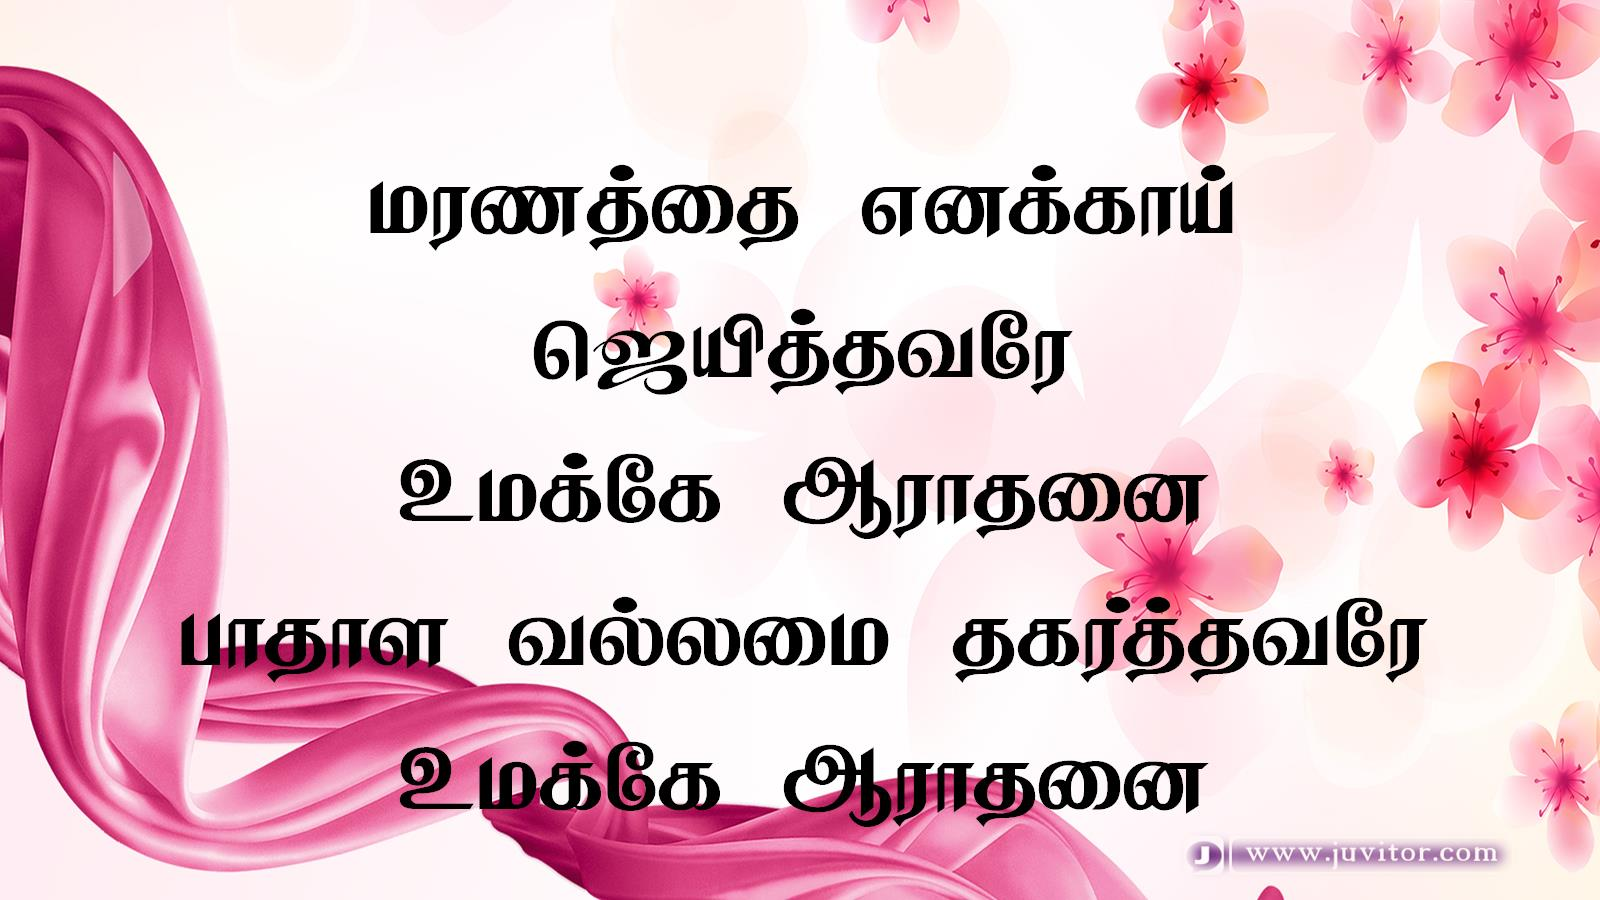 மரணத்தை எனக்காய்
ஜெயித்தவரே
உமக்கே ஆராதனை
பாதாள வல்லமை தகர்த்தவரே
உமக்கே ஆராதனை
J www.juvitor.com